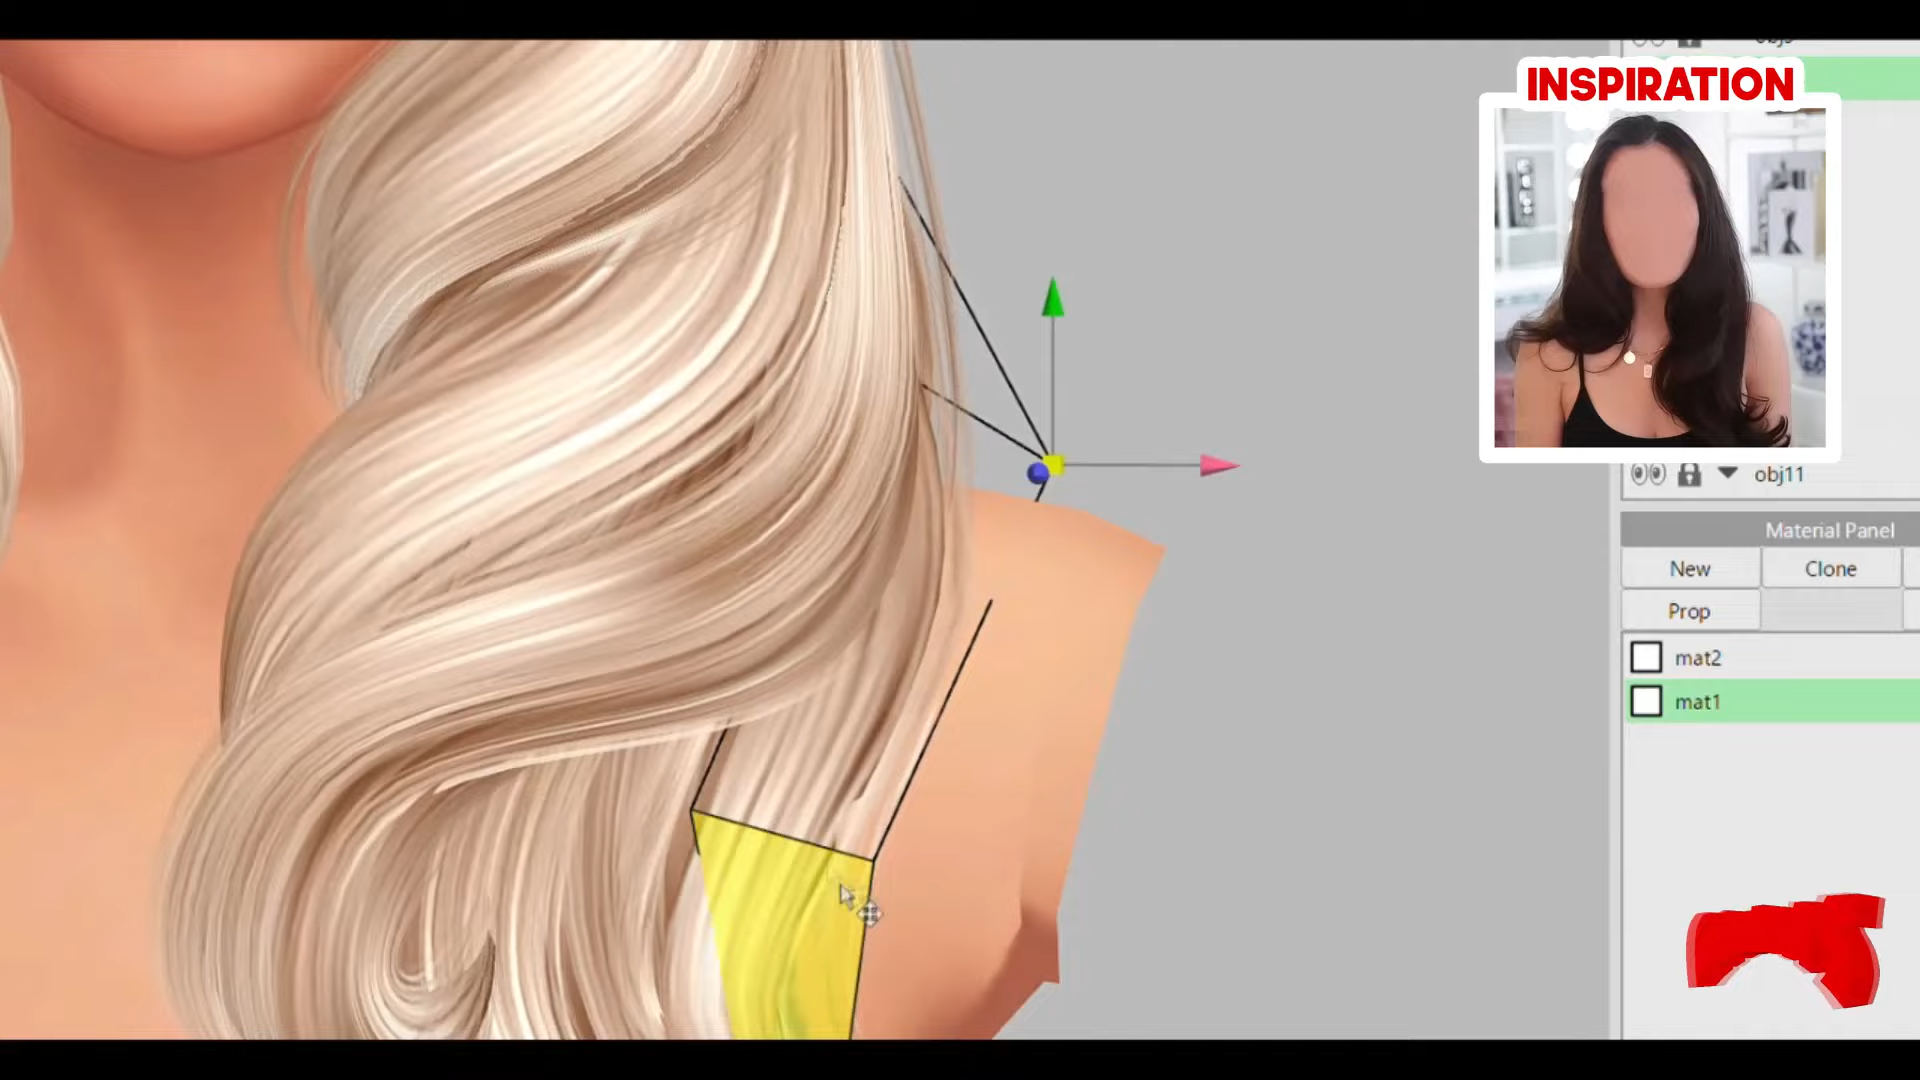 INSPIRATION
obj11
Material Panel
New
Clone
Prop
mat2
mat1